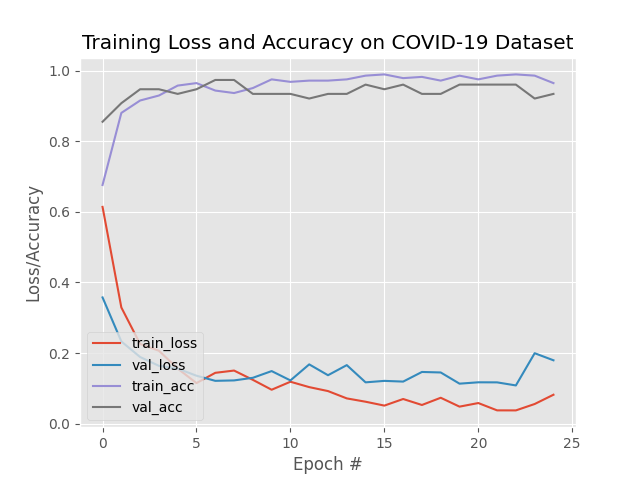 Training Loss and Accuracy on COVID-19 Dataset
1.0
0.8
0.6
0.4
0.2
0.0
Loss/Accuracy
train_loss
val_loss
train_acc
val_acc
0 5 10 15 20 25
Epoch #